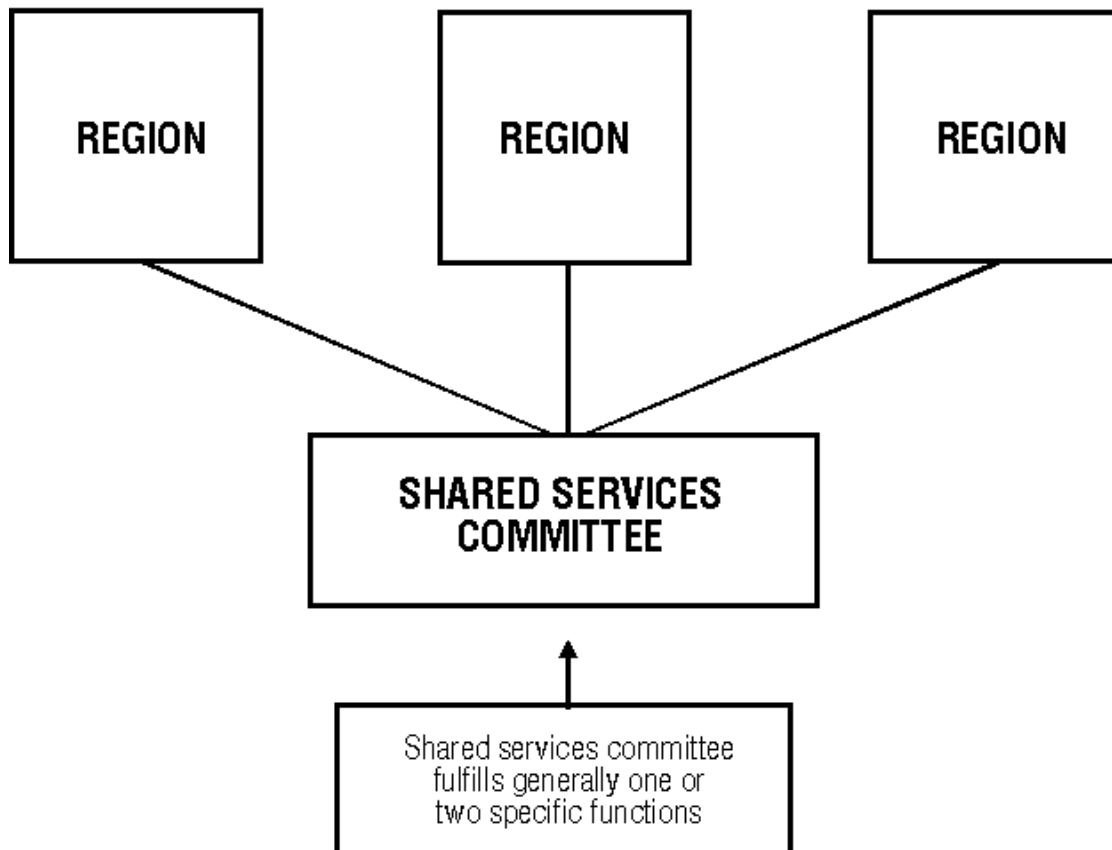 REGION
REGION
REGION
SHARED SERVICES
COMMITTEE
Shared services committee
fulfills generally one or
two specific functions